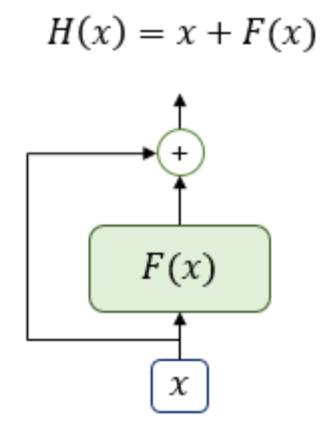 H(x) = x + F(x)
+
F(x)
x